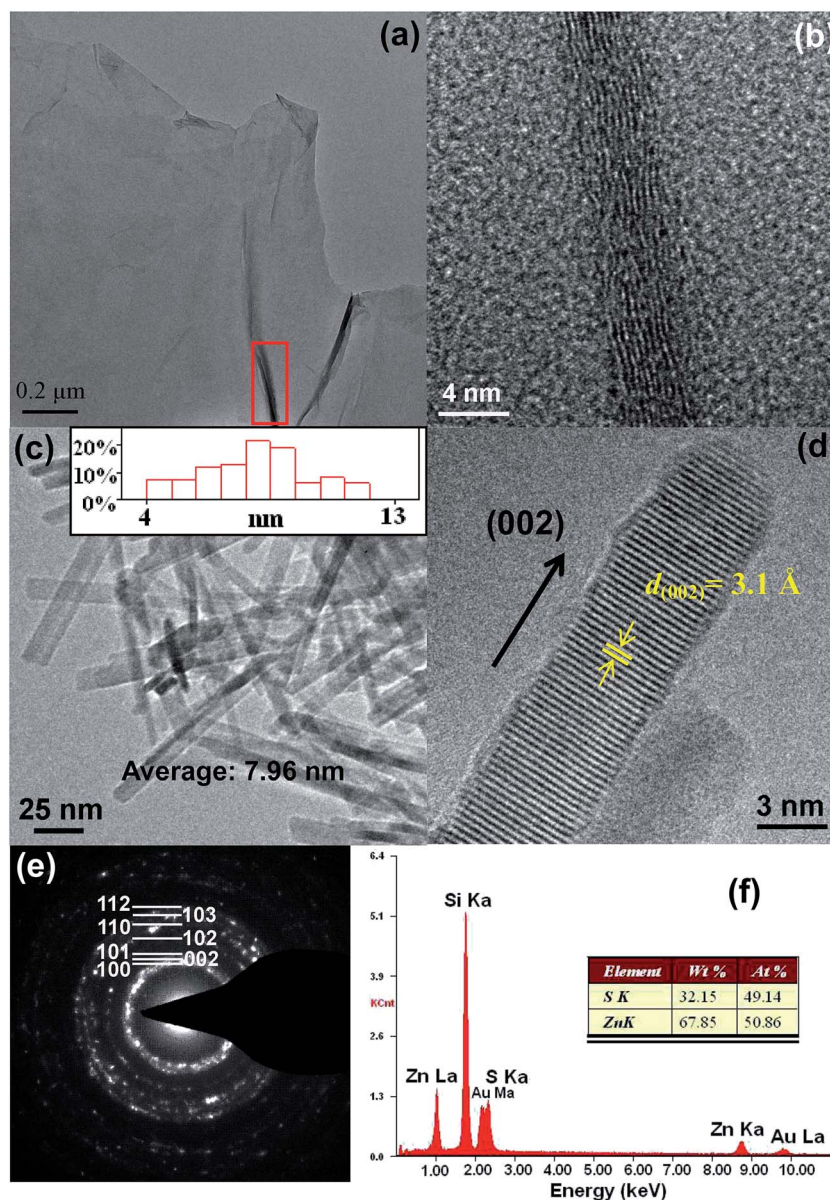 (a)
0.2 µm
(b)
4 nm
(c)
20%
10%
0%
4 nm 13
Average: 7.96 nm
25 nm
(d)
(002)
d(002)= 3.1 Å
3 nm
(e)
112
103
110
102
101
002
100
(f)
6.4
5.1
3.9
KCnt
2.6
1.3
0.0
Si Ka
Zn La
S Ka
Au Ma
Zn Ka
Au La
Element Wt % At %
S K 32.15 49.14
ZnK 67.85 50.86
1.00 2.00 3.00 4.00 5.00 6.00 7.00 8.00 9.00 10.00
Energy (keV)